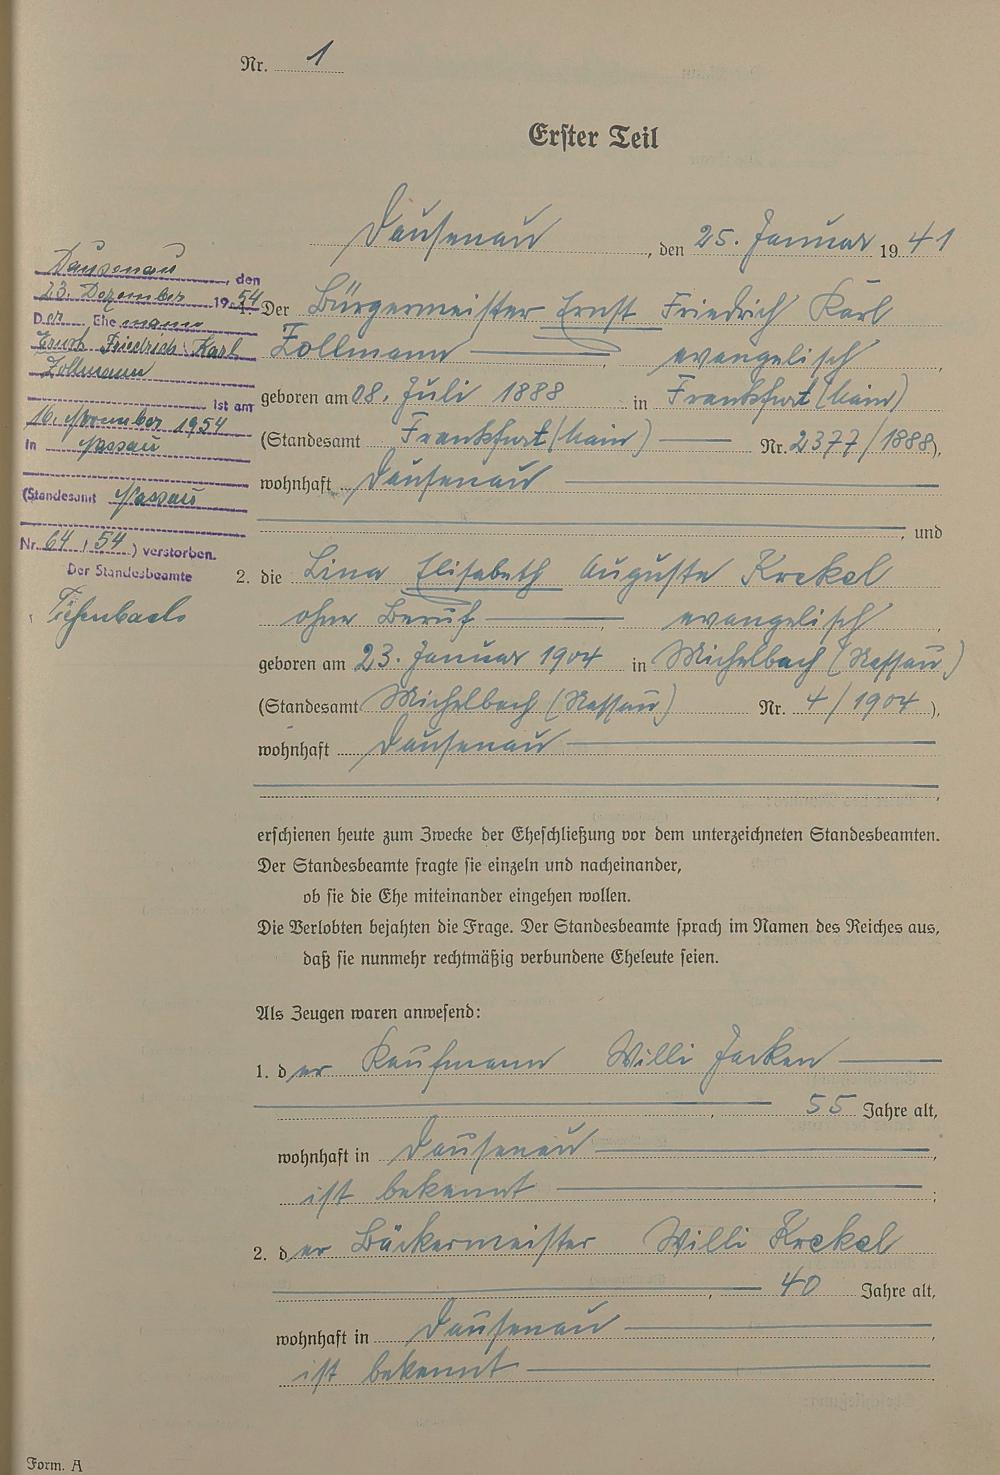 Nr. 1
Erster Teil
Dausenau, den 25. Januar 1941
Der Bürgermeister Ernst Friedrich Karl
Zollmann, evangelisch,
geboren am 08. Juli 1888 in Frankfurt (Main)
(Standesamt Frankfurt (Main) Nr. 2377/1888),
wohnhaft Dausenau
, und
2. die Lina Elisabeth Auguste Krekel
ohne Beruf, evangelisch,
geboren am 23. Januar 1904 in Michelbach (Nassau)
(Standesamt Michelbach (Nassau) Nr. 4/1904),
wohnhaft Dausenau
,
erschienen heute zum Zwecke der Eheschließung vor dem unterzeichneten Standesbeamten.
Der Standesbeamte fragte sie einzeln und nacheinander,
ob sie die Ehe miteinander eingehen wollen.
Die Verlobten bejahten die Frage. Der Standesbeamte sprach im Namen des Reiches aus,
daß sie nunmehr rechtmäßig verbundene Eheleute seien.
Als Zeugen waren anwesend:
1. der Kaufmann Willi
, 55 Jahre alt,
wohnhaft in Dausenau,
ist bekannt;
2. der Bäckermeister Willi Krekel
, 40 Jahre alt,
wohnhaft in Dausenau,
ist bekannt
Form. A
Dausenau, den
23. Dezember 1954
Der Ehemann
Ernst Friedrich Karl
Zollmann
ist am
16. November 1954
in Nassau
(Standesamt Nassau
Nr. 64/54) verstorben.
Der Standesbeamte